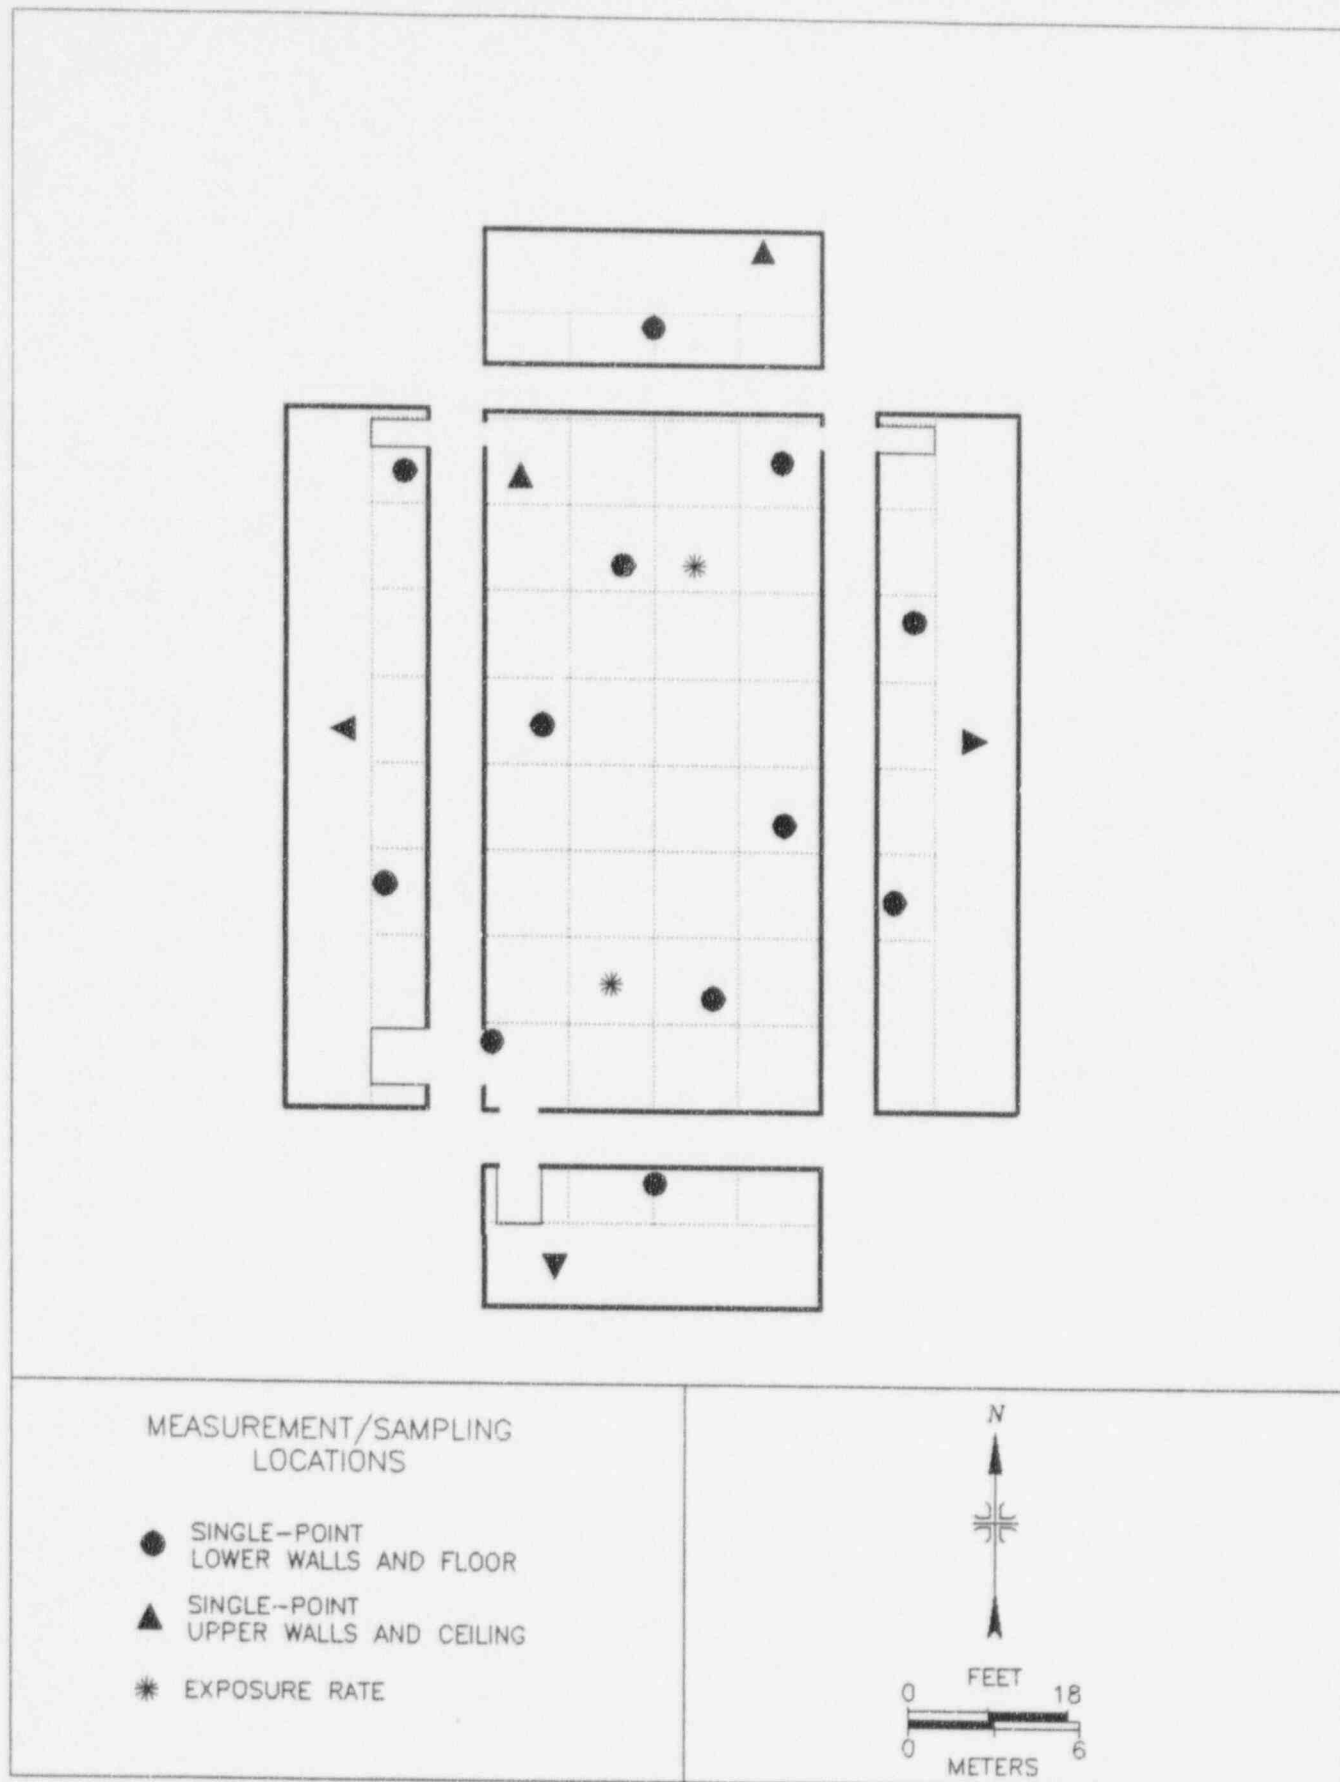 MEASUREMENT/SAMPLING
LOCATIONS
SINGLE-POINT
LOWER WALLS AND FLOOR
SINGLE-POINT
UPPER WALLS AND CEILING
EXPOSURE RATE
N
FEET
0 18
0 6
METERS